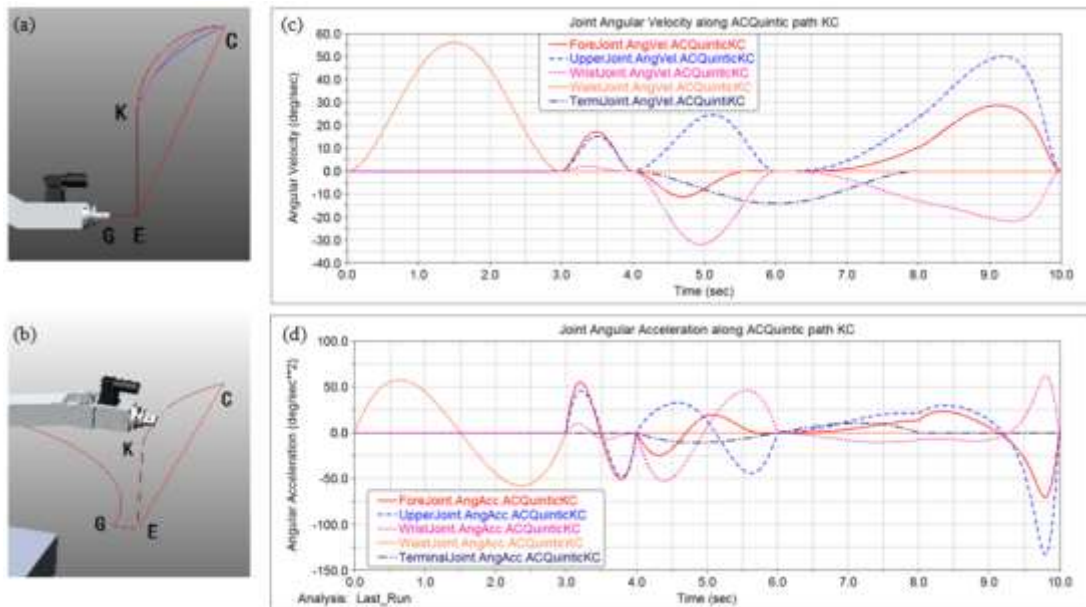 (a)
C
K
G
E
(b)
C
K
G
E
(c)
Joint Angular Velocity along ACQuintic path KC
60.0
50.0
40.0
30.0
20.0
10.0
0.0
-10.0
-20.0
-30.0
-40.0
Angular Velocity (deg/sec)
ForeJoint.AngVel.ACQuinticKC
UpperJoint.AngVel.ACQuinticKC
WristJoint.AngVel.ACQuinticKC
WaistJoint.AngVel.ACQuinticKC
TermiJoint.AngVel.ACQuintiKC
0.0 1.0 2.0 3.0 4.0 5.0 6.0 7.0 8.0 9.0 10.0
Time (sec)
(d)
Joint Angular Acceleration along ACQuintic path KC
100.0
50.0
0.0
-50.0
-100.0
-150.0
Angular Acceleration (deg/sec**2)
ForeJoint.AngAcc.ACQuinticKC
UpperJoint.AngAcc.ACQuinticKC
WristJoint.AngAcc.ACQuinticKC
WaistJoint.AngAcc.ACQuinticKC
TerminalJoint.AngAcc.ACQuinticKC
0.0 1.0 2.0 3.0 4.0 5.0 6.0 7.0 8.0 9.0 10.0
Analysis: Last_Run
Time (sec)